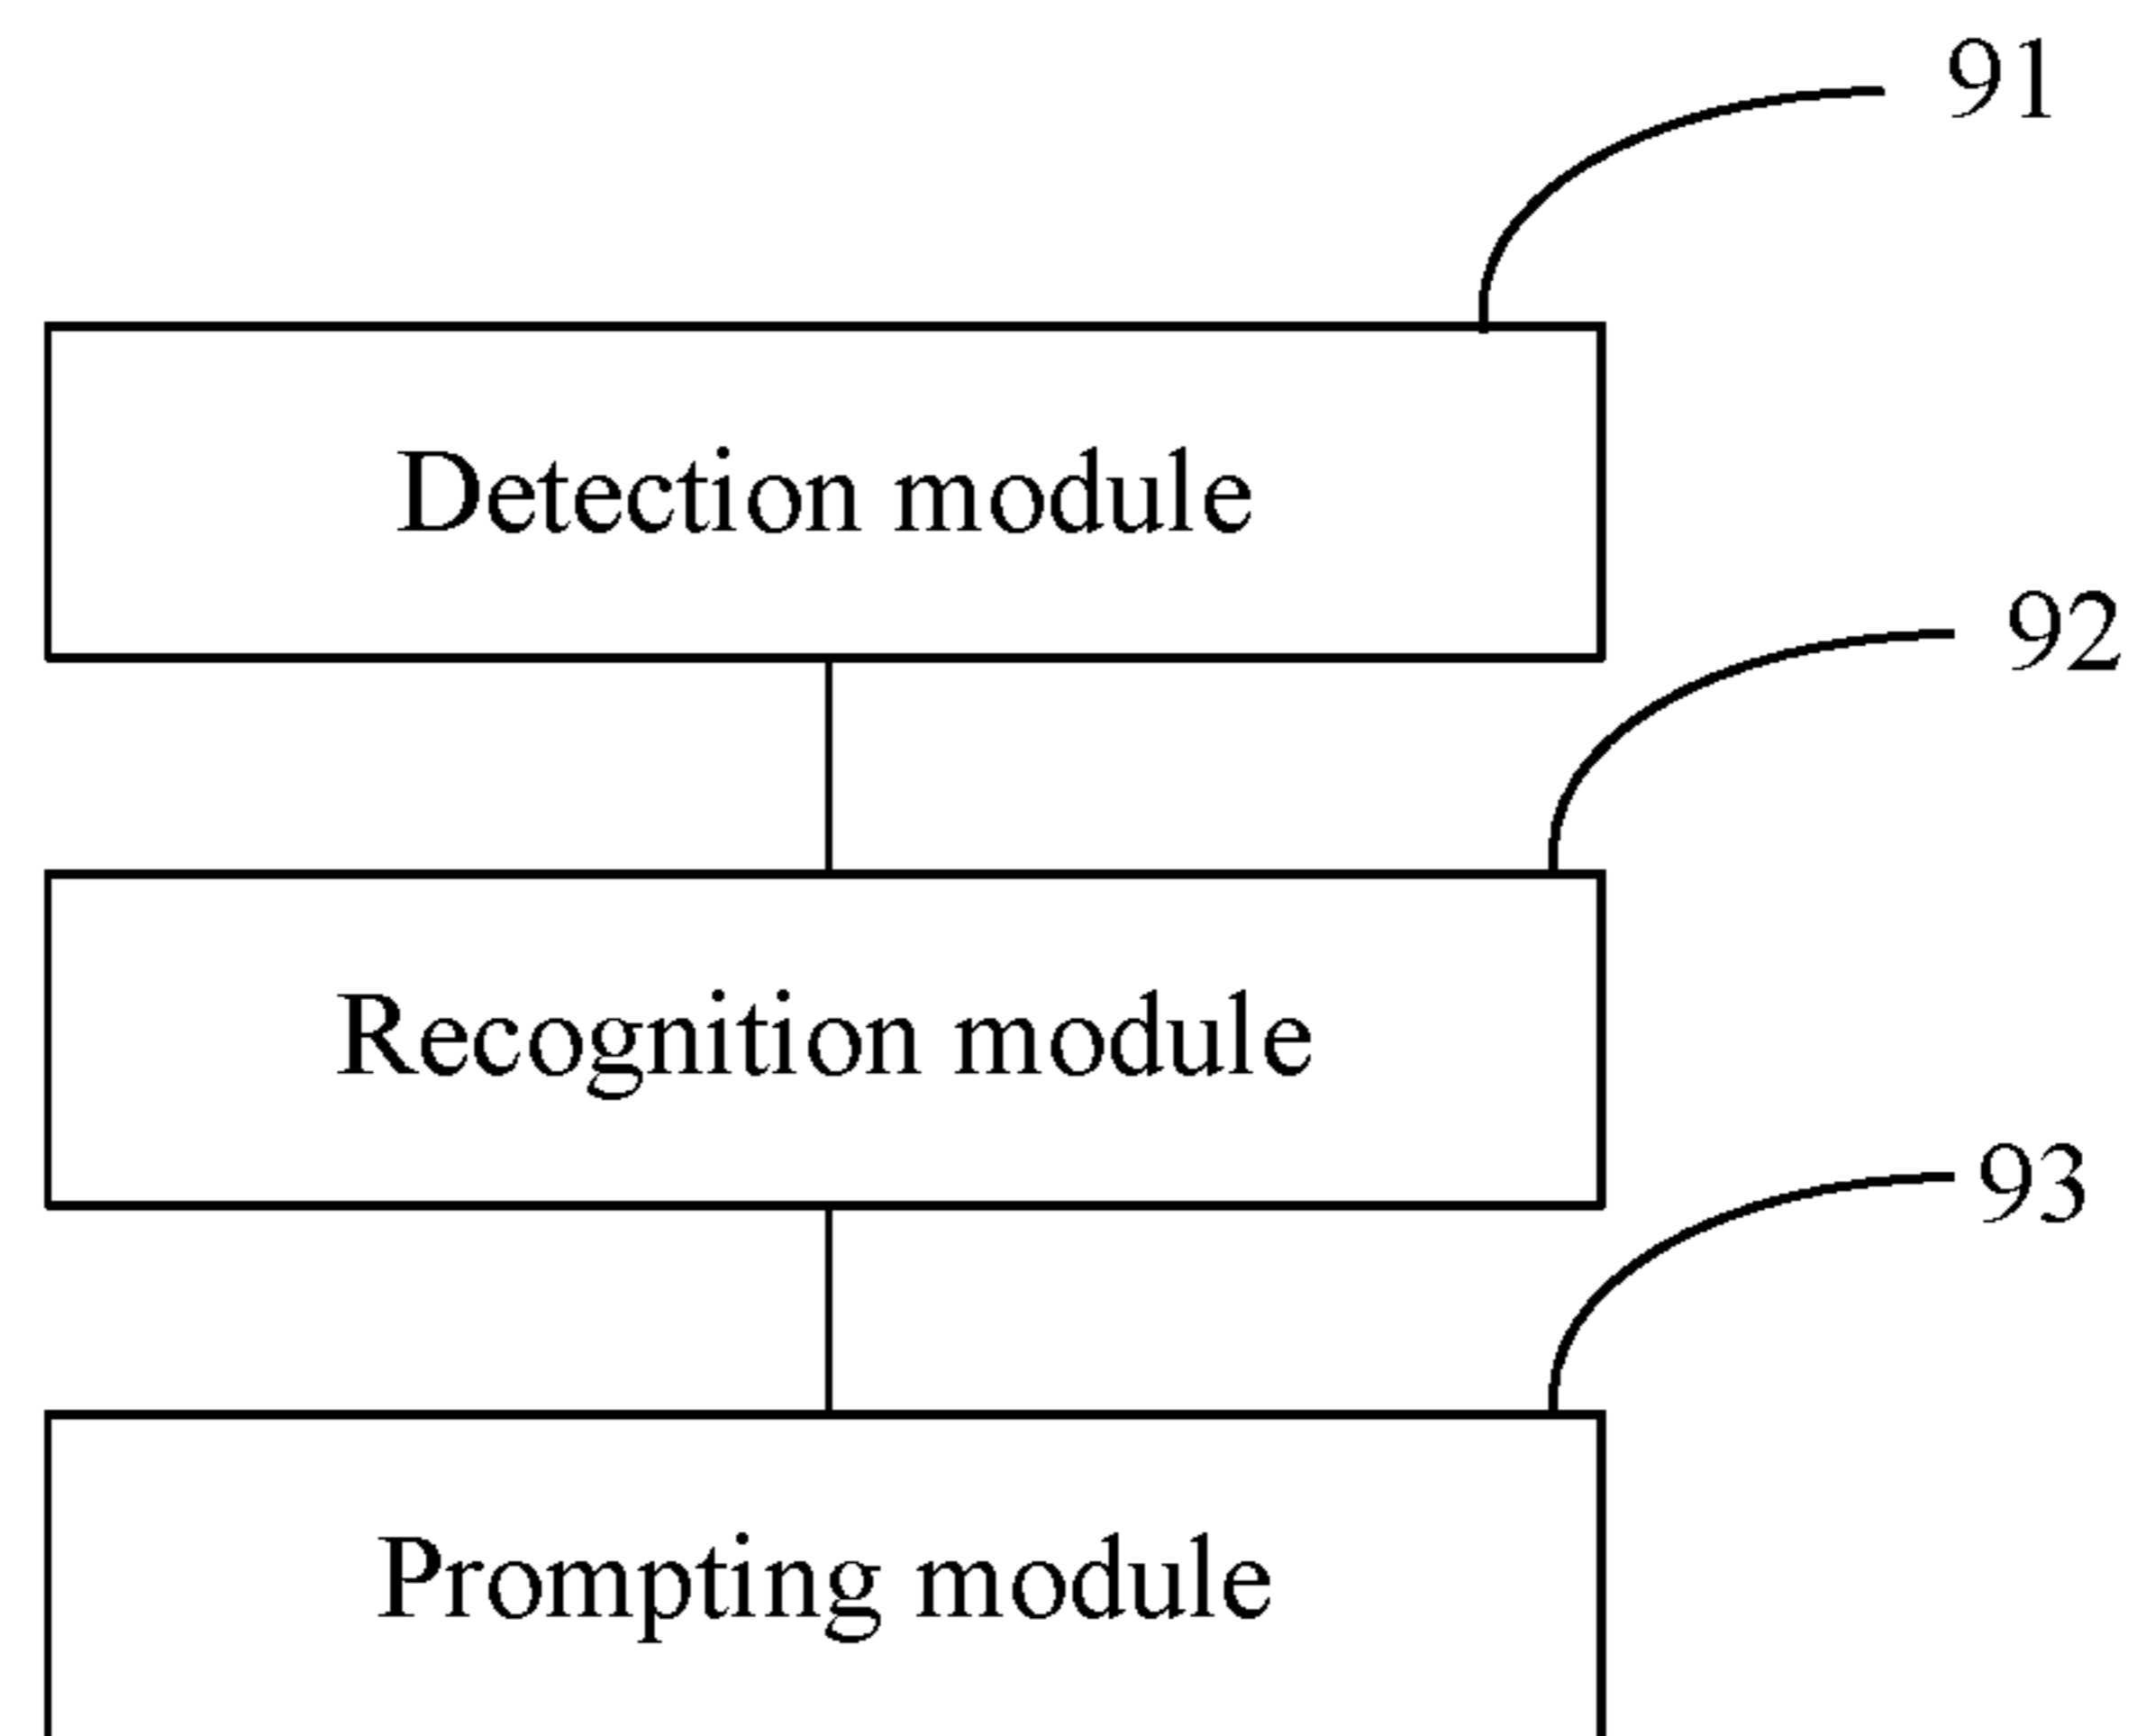 91
Detection module
92
Recognition module
93
Prompting module